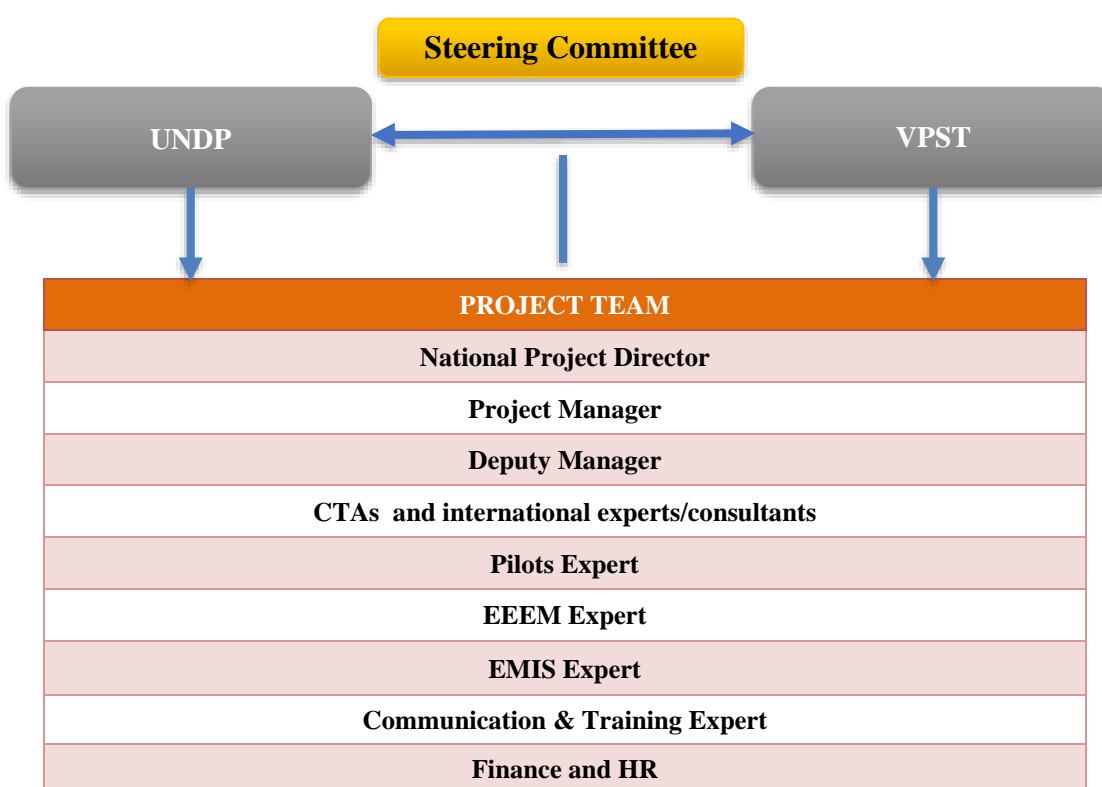 Steering Committee
UNDP
VPST
PROJECT TEAM
National Project Director
Project Manager
Deputy Manager
CTAs and international experts/consultants
Pilots Expert
EEEM Expert
EMIS Expert
Communication & Training Expert
Finance and HR